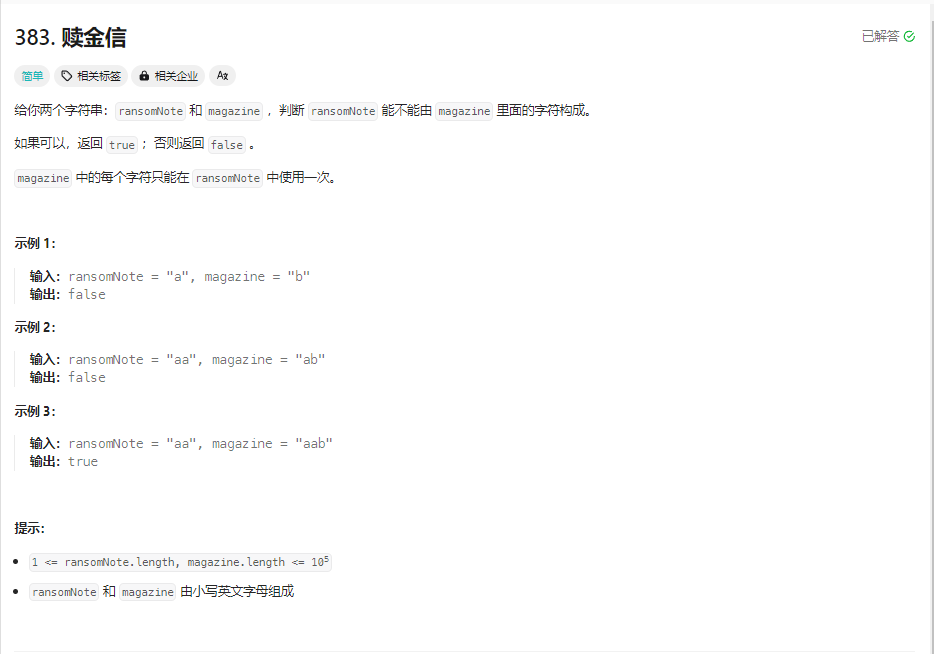 383. 赎金信
已解答
简单 相关标签 相关企业 Aあ
给你两个字符串：ransomNote 和 magazine ，判断 ransomNote 能不能由 magazine 里面的字符构成。
如果可以，返回 true ；否则返回 false 。
magazine 中的每个字符只能在 ransomNote 中使用一次。
示例 1：
输入：ransomNote = "a", magazine = "b"
输出：false
示例 2：
输入：ransomNote = "aa", magazine = "ab"
输出：false
示例 3：
输入：ransomNote = "aa", magazine = "aab"
输出：true
提示：
1 <= ransomNote.length, magazine.length <= 10⁵
ransomNote 和 magazine 由小写英文字母组成